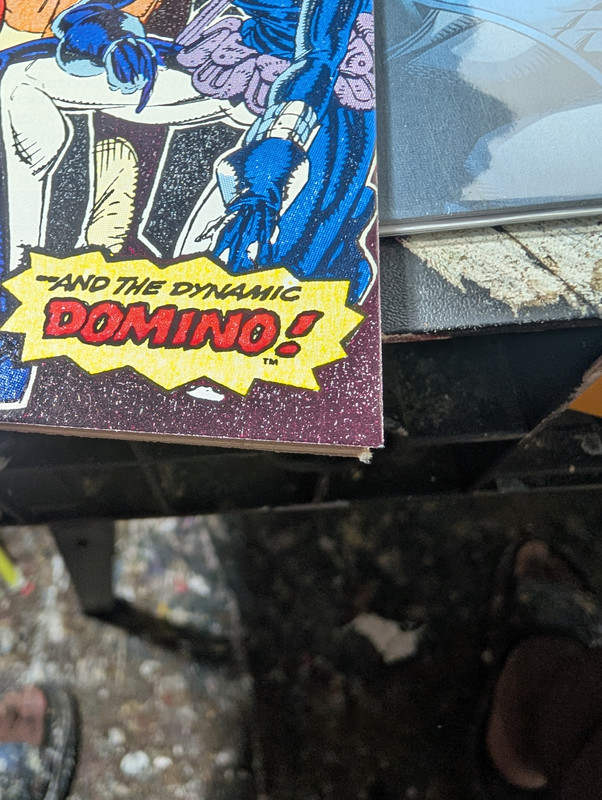 --AND THE DYNAMIC
DOMINO!
TM